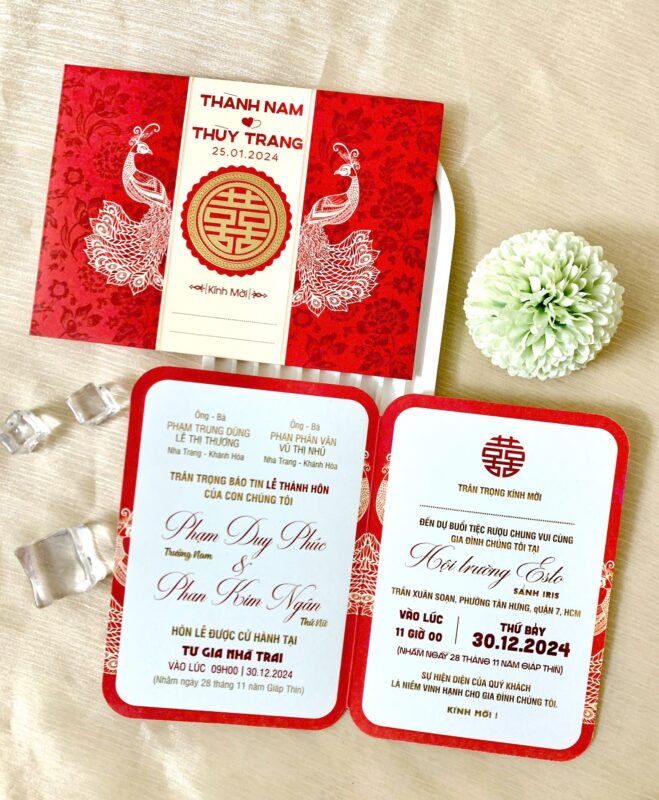 THÀNH NAM
THÙY TRANG
25.01.2024
囍
Kính Mời
Ông - Bà
PHẠM TRUNG DŨNG
LÊ THỊ THƯƠNG
Nha Trang - Khánh Hòa
Ông - Bà
PHAN PHÁN VĂN
VŨ THỊ NHŨ
Nha Trang - Khánh Hòa
TRÂN TRỌNG BÁO TIN LỄ THÀNH HÔN
CỦA CON CHÚNG TÔI
Phạm Duy Phúc
Trưởng Nam
&
Phan Kim Ngân
Thứ Nữ
HÔN LỄ ĐƯỢC CỬ HÀNH TẠI
TƯ GIA NHÀ TRAI
VÀO LÚC 09H00 | 30.12.2024
(Nhằm ngày 28 tháng 11 năm Giáp Thìn)
囍
TRÂN TRỌNG KÍNH MỜI
ĐẾN DỰ BUỔI TIỆC RƯỢU CHUNG VUI CÙNG
GIA ĐÌNH CHÚNG TÔI TẠI
Hội trường Eslo
SẢNH IRIS
TRẦN XUÂN SOẠN, PHƯỜNG TÂN HƯNG, QUẬN 7, HCM
VÀO LÚC
11 GIỜ 00
THỨ BẢY
30.12.2024
(NHẰM NGÀY 28 THÁNG 11 NĂM GIÁP THÌN)
SỰ HIỆN DIỆN CỦA QUÝ KHÁCH
LÀ NIỀM VINH HẠNH CHO GIA ĐÌNH CHÚNG TÔI.
KÍNH MỜI !